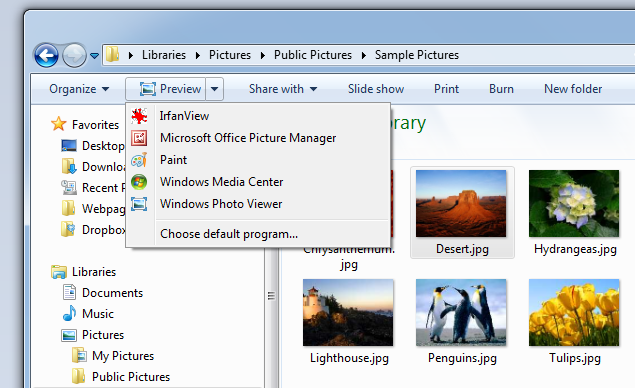 Libraries Pictures Public Pictures Sample Pictures
Organize Preview Share with Slide show Print Burn New folder
IrfanView
Microsoft Office Picture Manager
Paint
Windows Media Center
Windows Photo Viewer
Choose default program...
Favorites
Desktop
Downlo
Recent P
Webpag
Dropbo
Libraries
Documents
Music
Pictures
My Pictures
Public Pictures
rary
Chrysanthemum.
jpg
Desert.jpg
Hydrangeas.jpg
Lighthouse.jpg
Penguins.jpg
Tulips.jpg